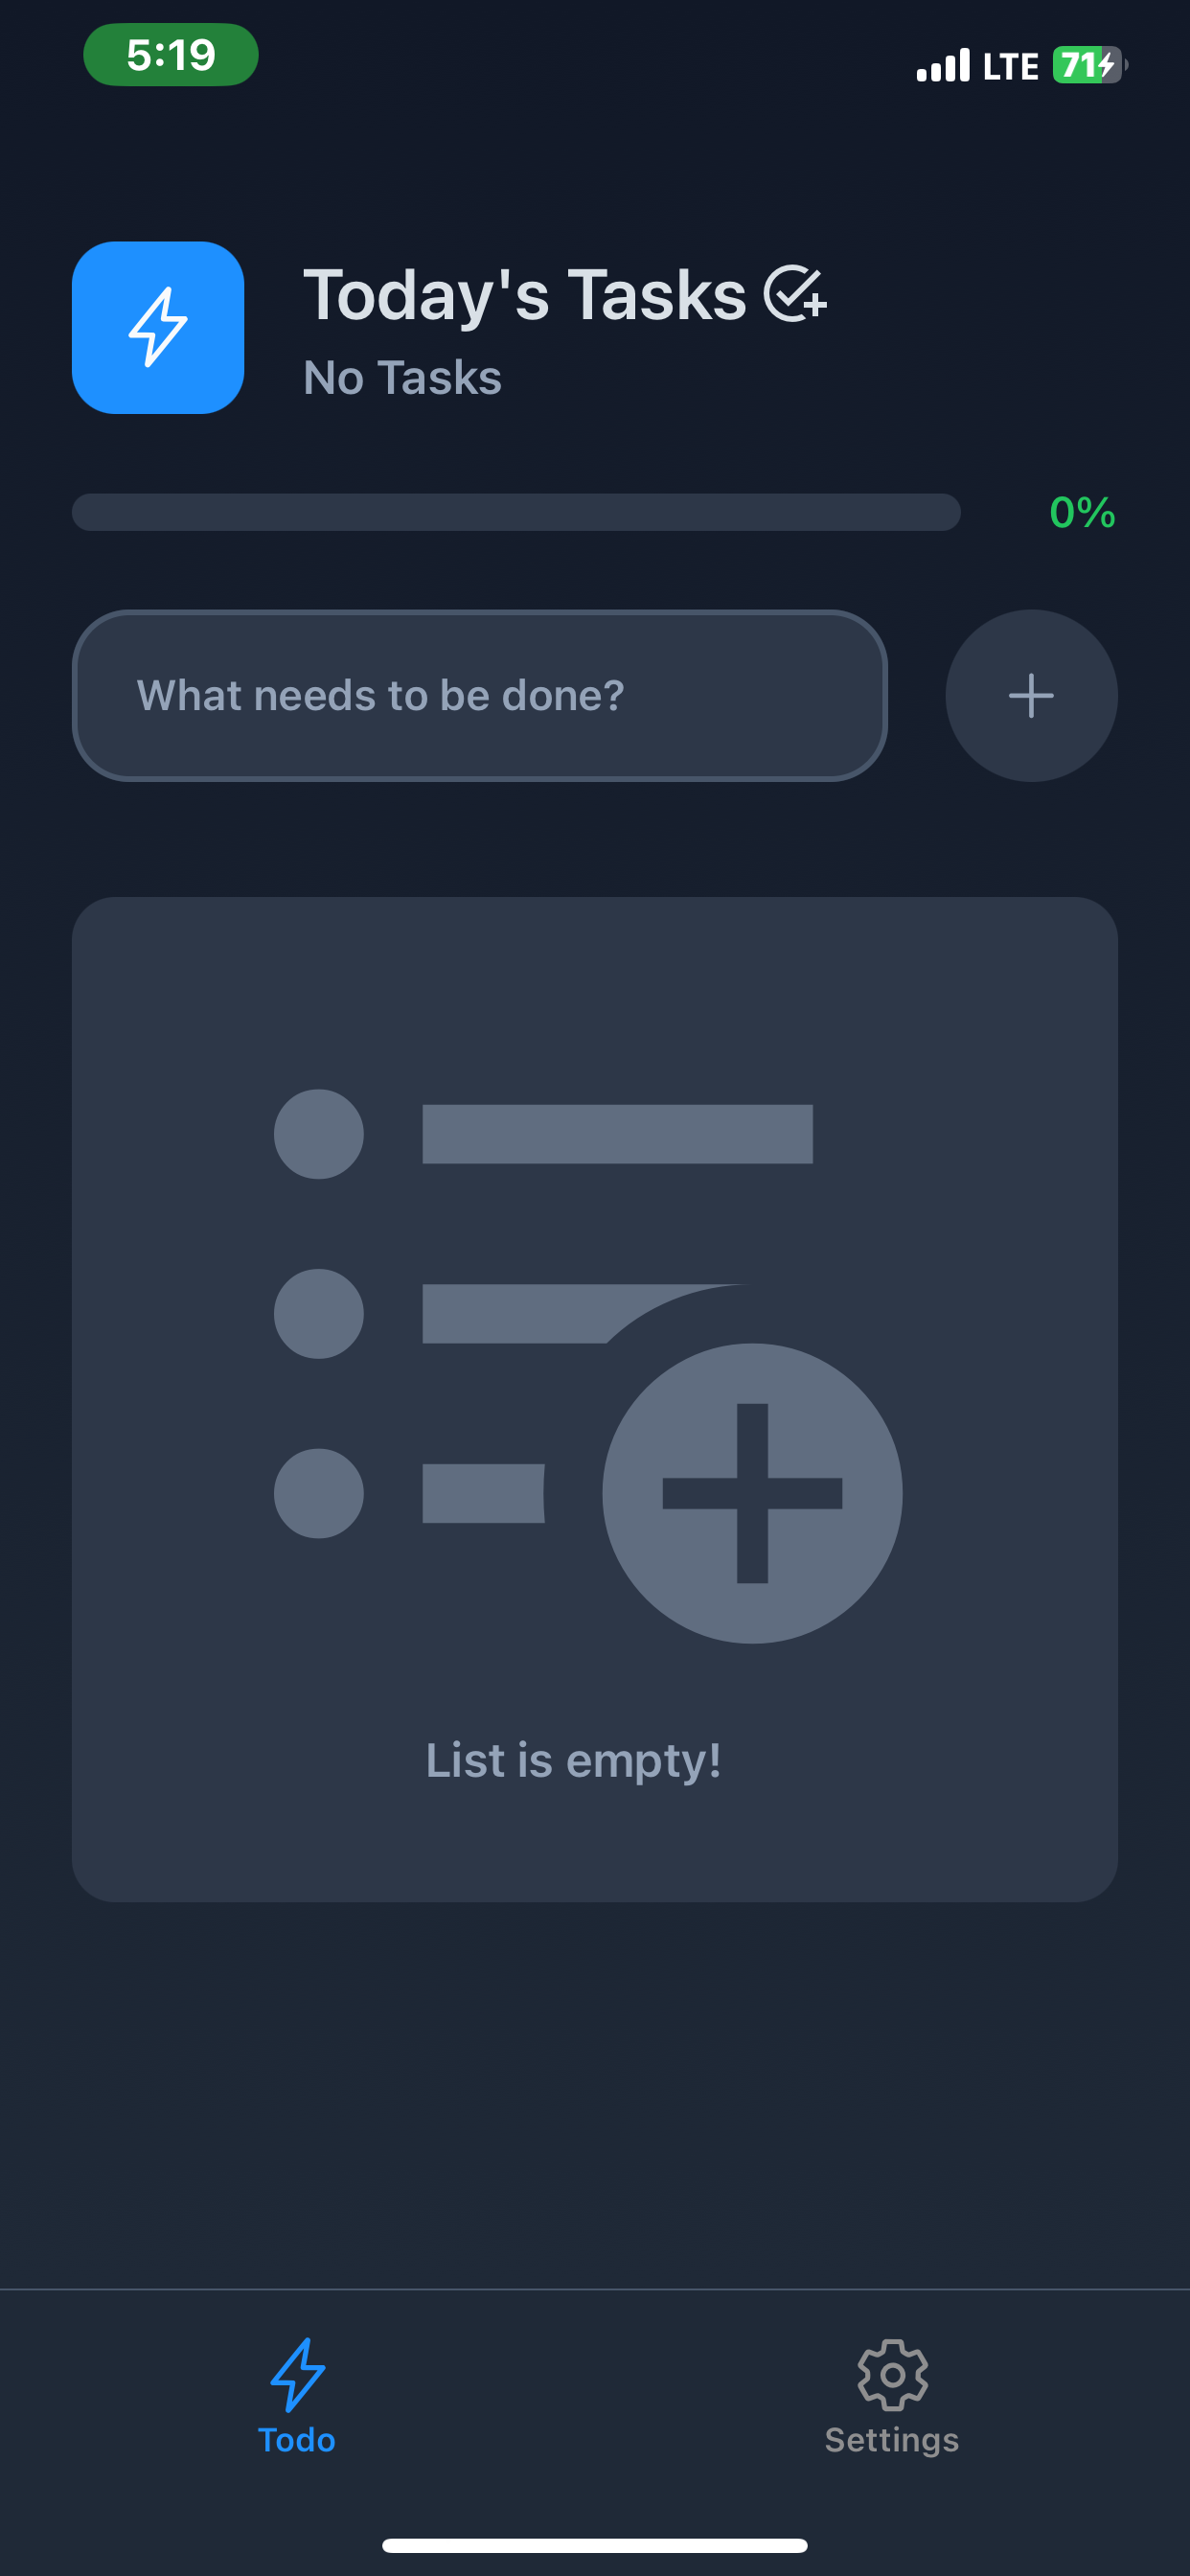 5:19
LTE 71
Today's Tasks
No Tasks
0%
What needs to be done?
List is empty!
Todo
Settings